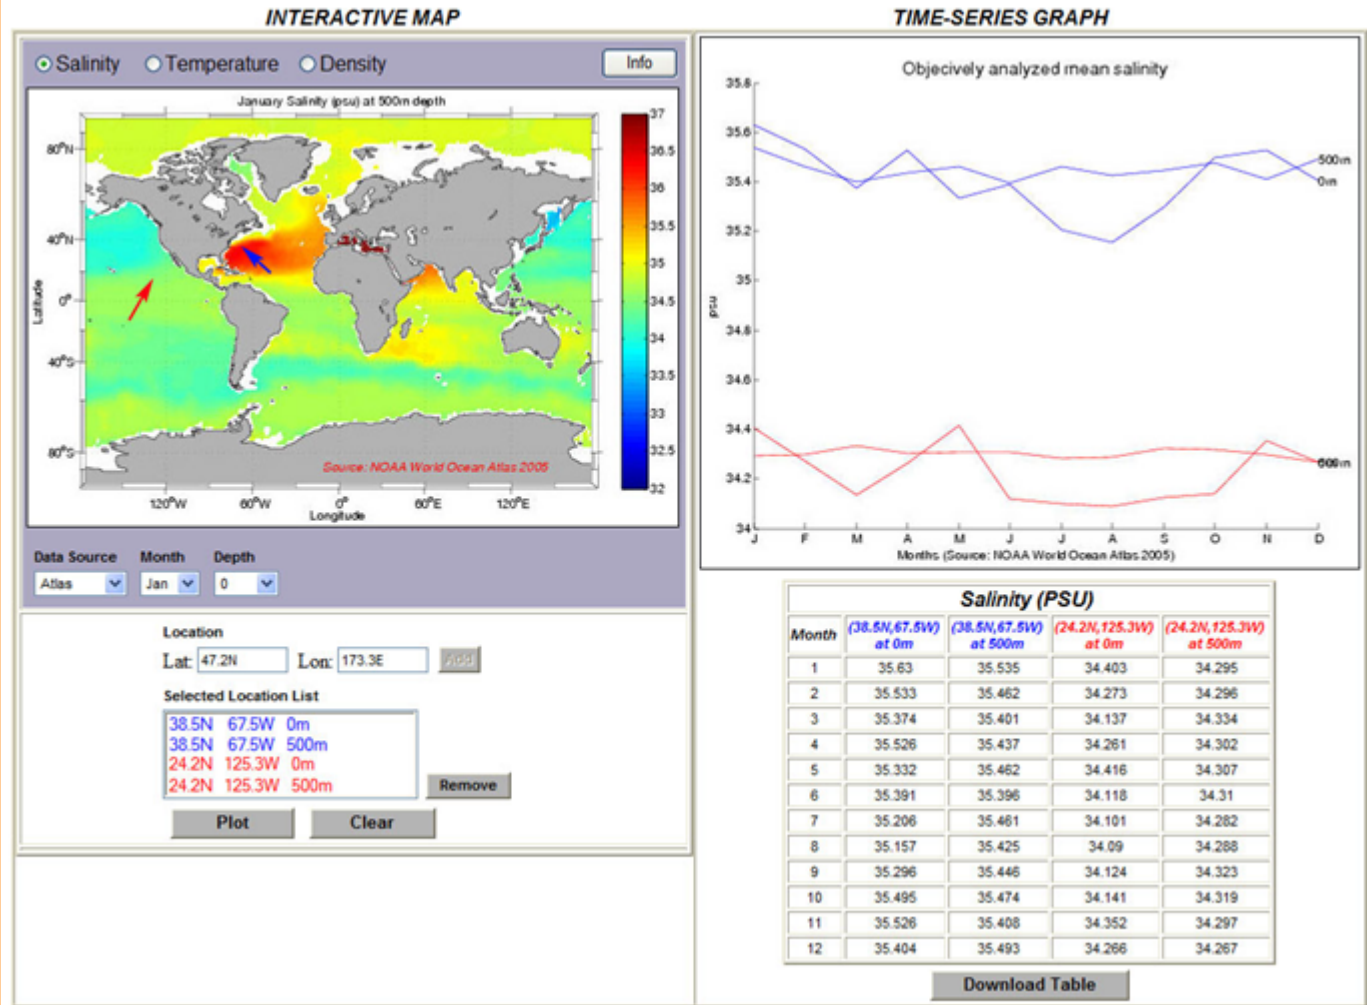 INTERACTIVE MAP
Salinity Temperature Density Info
January Salinity (psu) at 500m depth
80°N
40°N
0°
40°S
80°S
Latitude
120°W 60°W 0° 60°E 120°E
Longitude
Source: NOAA World Ocean Atlas 2005
37
36.5
36
35.5
35
34.5
34
33.5
33
32.5
32
Data Source Month Depth
Atlas Jan 0
Location
Lat: 47.2N Lon: 173.3E Add
Selected Location List
38.5N 67.5W 0m
38.5N 67.5W 500m
24.2N 125.3W 0m
24.2N 125.3W 500m
Remove
Plot Clear
TIME-SERIES GRAPH
Objecively analyzed mean salinity
35.8
35.6
35.4
35.2
35
34.8
34.6
34.4
34.2
34
psu
500m
0m
J F M A M J J A S O N D
Months (Source: NOAA World Ocean Atlas 2005)
Salinity (PSU)
Month (38.5N,67.5W) at 0m (38.5N,67.5W) at 500m (24.2N,125.3W) at 0m (24.2N,125.3W) at 500m
1 35.63 35.535 34.403 34.295
2 35.533 35.462 34.273 34.296
3 35.374 35.401 34.137 34.334
4 35.526 35.437 34.261 34.302
5 35.332 35.462 34.416 34.307
6 35.391 35.396 34.118 34.31
7 35.206 35.461 34.101 34.282
8 35.157 35.425 34.09 34.288
9 35.296 35.446 34.124 34.323
10 35.495 35.474 34.141 34.319
11 35.526 35.408 34.352 34.297
12 35.404 35.493 34.266 34.267
Download Table